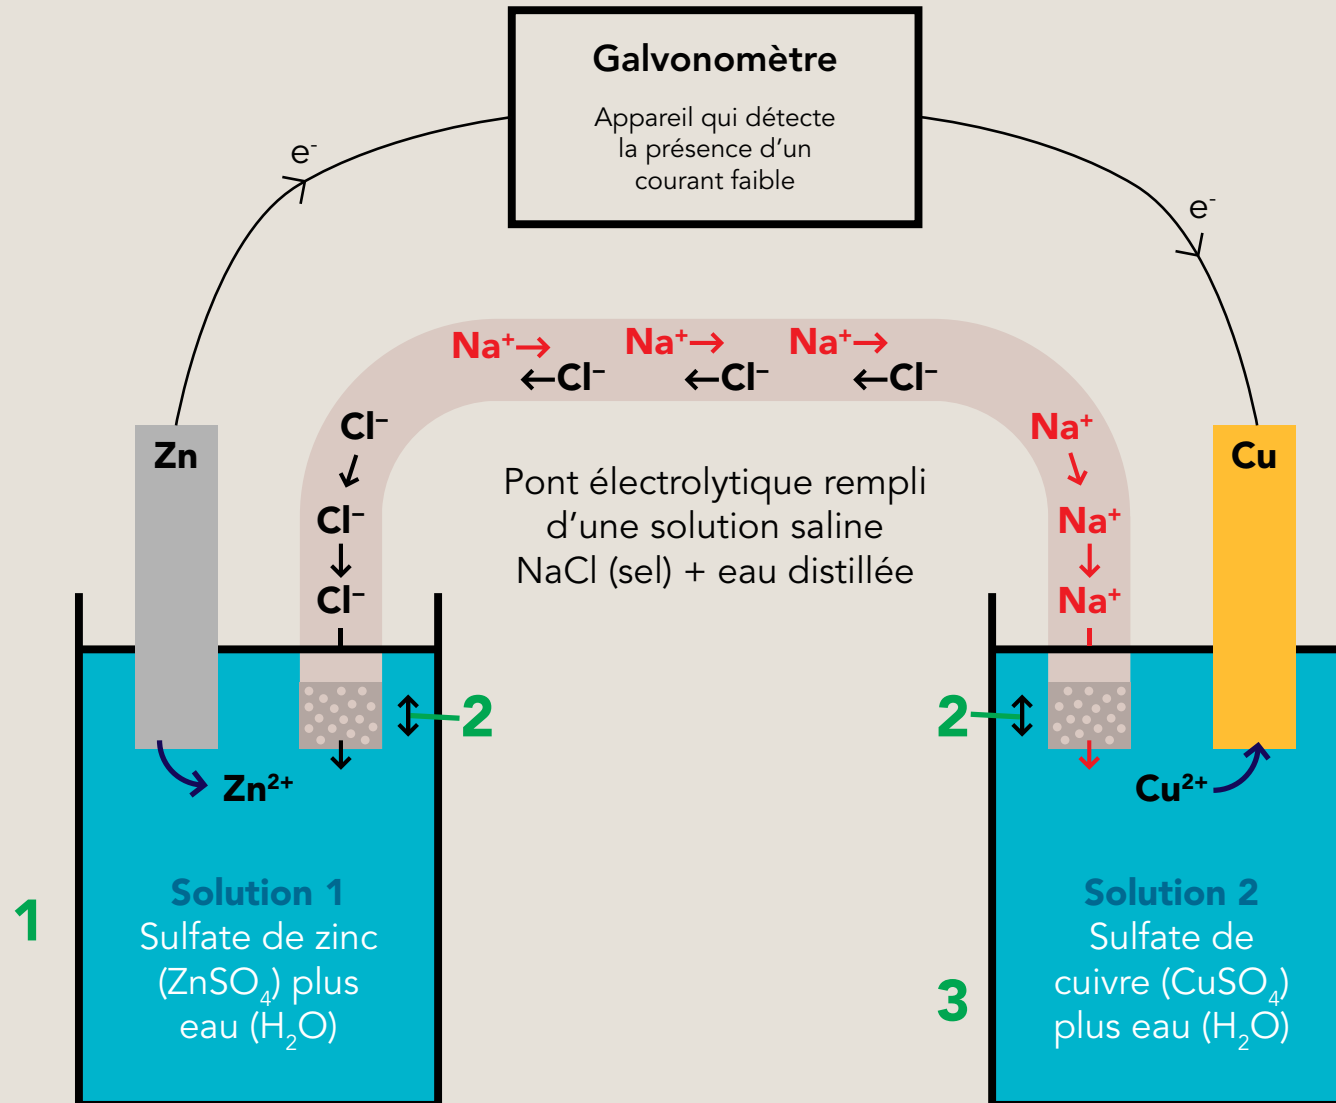 Galvonomètre
Appareil qui détecte
la présence d'un
courant faible
e⁻
e⁻
Na⁺→ Na⁺→ Na⁺→
←Cl⁻ ←Cl⁻ ←Cl⁻
Cl⁻
Na⁺
Zn
Cu
Pont électrolytique rempli
d'une solution saline
NaCl (sel) + eau distillée
Cl⁻
Na⁺
Cl⁻
Na⁺
2
2
Zn²⁺
Cu²⁺
1
Solution 1
Sulfate de zinc
(ZnSO₄) plus
eau (H₂O)
3
Solution 2
Sulfate de
cuivre (CuSO₄)
plus eau (H₂O)